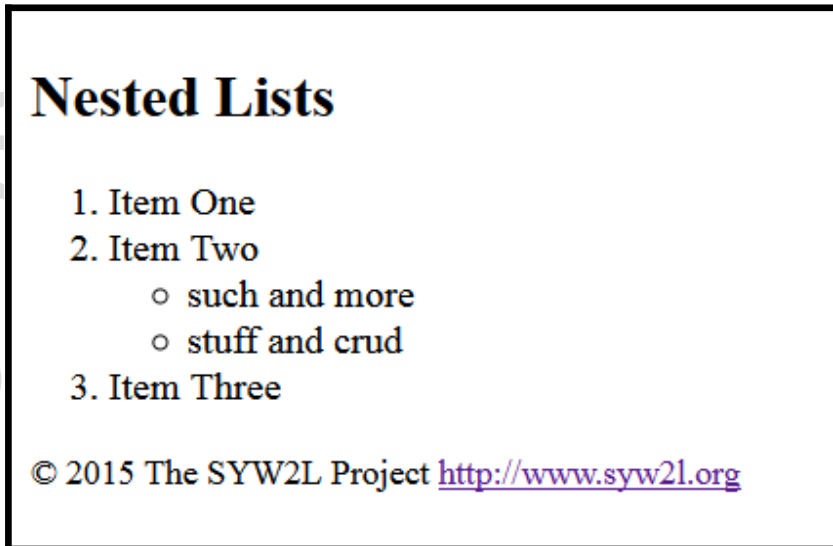 Nested Lists
1. Item One
2. Item Two
○ such and more
○ stuff and crud
3. Item Three
© 2015 The SYW2L Project http://www.syw2l.org